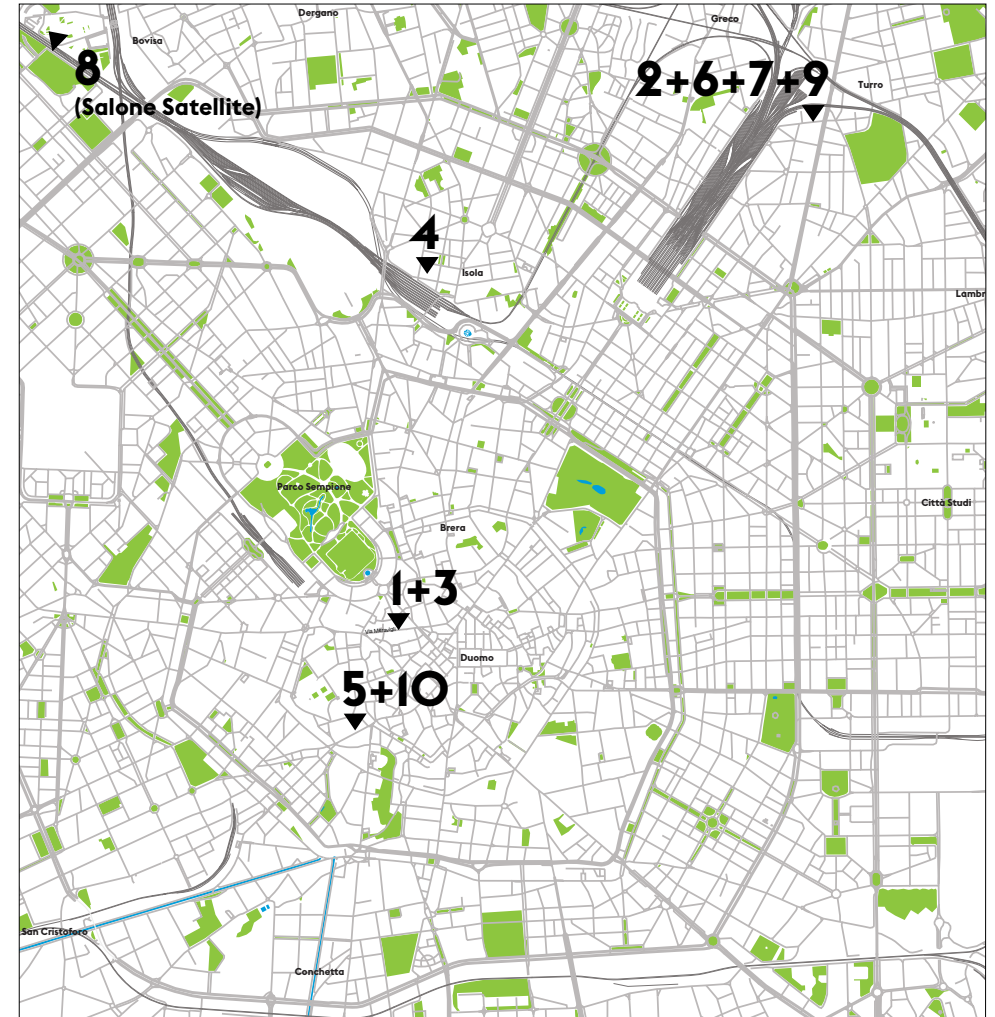 Dergano
Greco
Bovisa
8
(Salone Satellite)
2+6+7+9
Turro
4
Isola
Lambr
Parco Sempione
Città Studi
Brera
1+3
Via Meravigli
Duomo
5+10
San Cristoforo
Conchetta